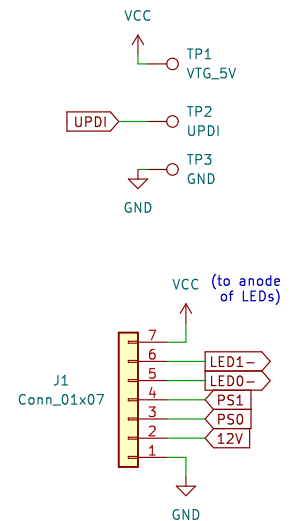 VCC
TP1
VTG_5V
UPDI
TP2
UPDI
TP3
GND
GND
VCC
(to anode
of LEDs)
J1
Conn_01x07
7
6
LED1-
5
LED0-
4
PS1
3
PS0
2
12V
1
GND